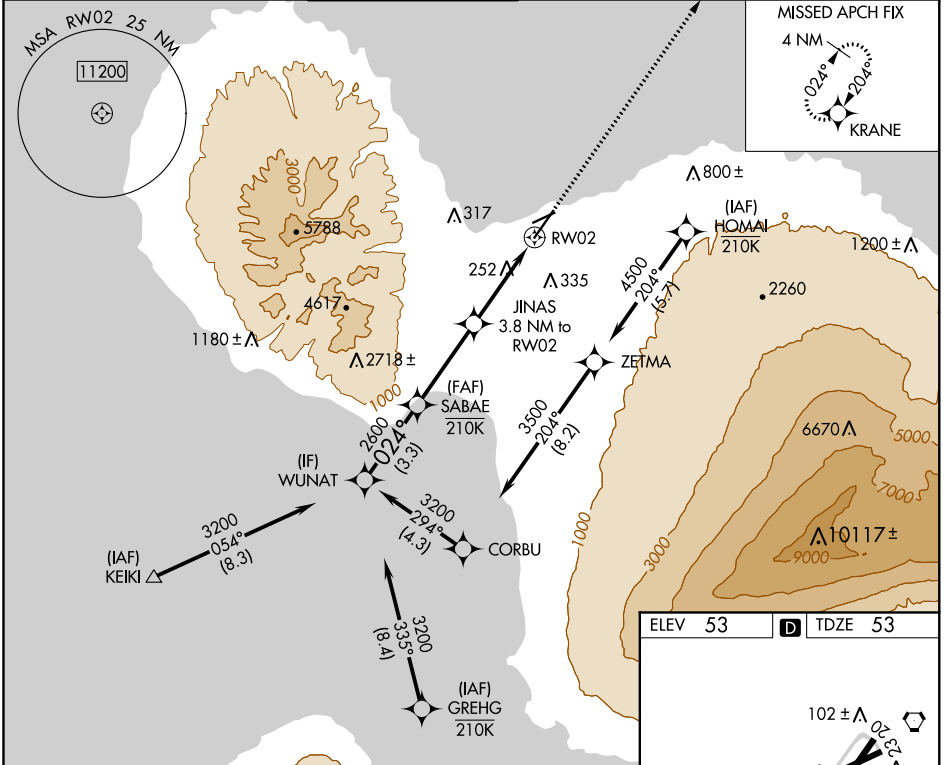 MSA RW02 25 NM
11200
MISSED APCH FIX
4 NM
024°
204°
KRANE
3000
5788
4617
1180 ±
2718 ±
1000
317
252
335
RW02
JINAS
3.8 NM to
RW02
800 ±
(IAF)
HOMAI
210K
1200 ±
2260
4500
204°
(5.7)
ZETMA
3500
204°
(8.2)
(FAF)
SABAE
210K
2600
024°
(3.3)
(IF)
WUNAT
3200
294°
(4.3)
CORBU
3200
054°
(8.3)
(IAF)
KEIKI
3200
335°
(8.4)
(IAF)
GREHG
210K
6670
5000
7000
10117 ±
9000
1000
3000
ELEV 53
D
TDZE 53
102 ±
23
20